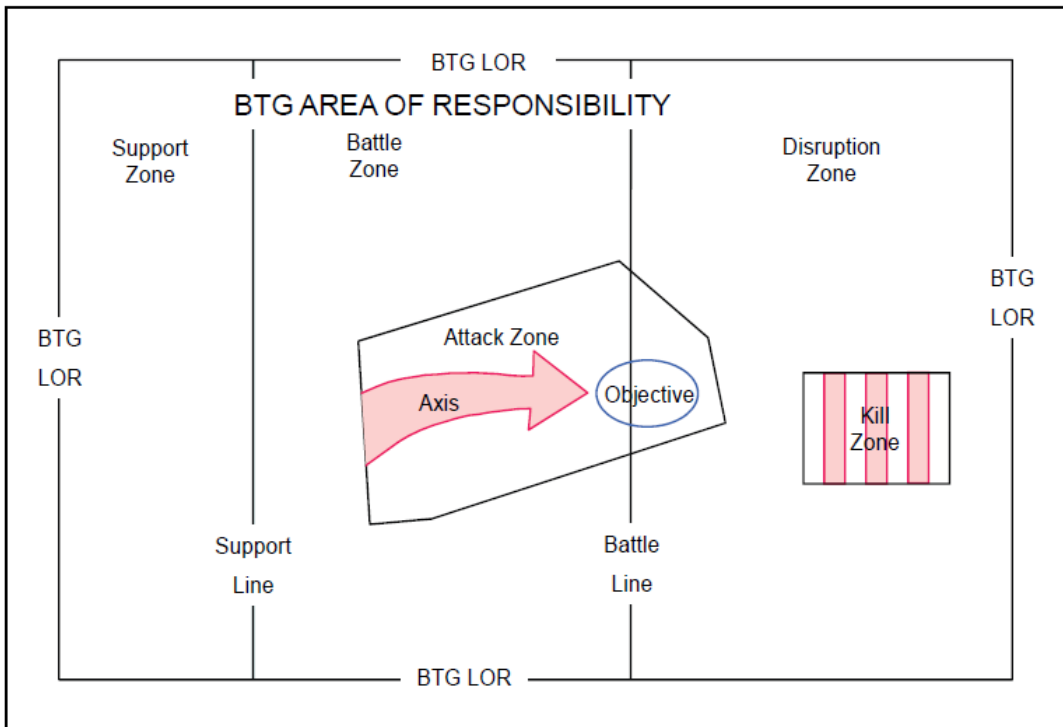 BTG LOR
BTG AREA OF RESPONSIBILITY
Support
Zone
Battle
Zone
Disruption
Zone
BTG
LOR
BTG
LOR
Attack Zone
Axis
Objective
Kill
Zone
Support
Line
Battle
Line
BTG LOR